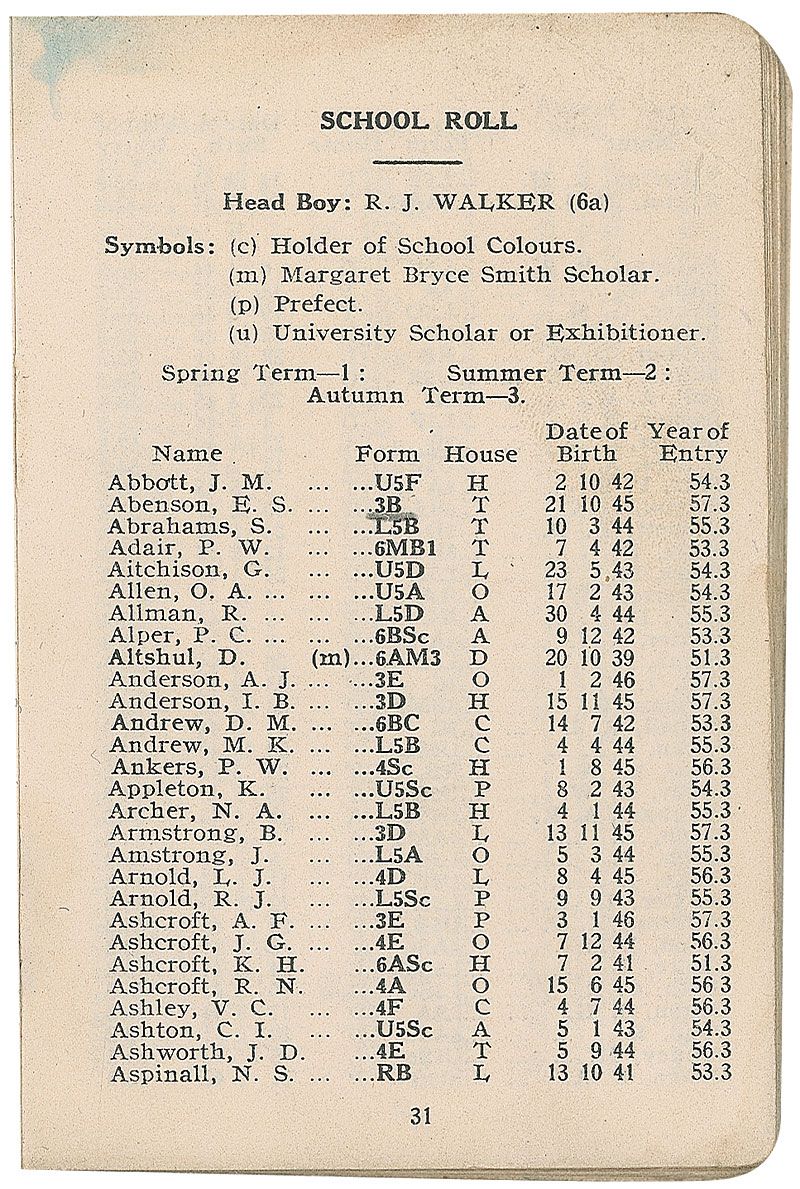 SCHOOL ROLL
Head Boy: R. J. WALKER (6a)
Symbols: (c) Holder of School Colours.
(m) Margaret Bryce Smith Scholar.
(p) Prefect.
(u) University Scholar or Exhibitioner.
Spring Term—1 : Summer Term—2 :
Autumn Term—3.
Date of Year of
Name Form House Birth Entry
Abbott, J. M. ... ...U5F H 2 10 42 54.3
Abenson, E. S. ... ...3B T 21 10 45 57.3
Abrahams, S. ... ...L5B T 10 3 44 55.3
Adair, P. W. ... ...6MB1 T 7 4 42 53.3
Aitchison, G. ... ...U5D L 23 5 43 54.3
Allen, O. A. ... ... ...U5A O 17 2 43 54.3
Allman, R. ... ... ...L5D A 30 4 44 55.3
Alper, P. C. ... ... ...6BSc A 9 12 42 53.3
Altshul, D. (m)...6AM3 D 20 10 39 51.3
Anderson, A. J. ... ...3E O 1 2 46 57.3
Anderson, I. B. ... ...3D H 15 11 45 57.3
Andrew, D. M. ... ...6BC C 14 7 42 53.3
Andrew, M. K. ... ...L5B C 4 4 44 55.3
Ankers, P. W. ... ...4Sc H 1 8 45 56.3
Appleton, K. ... ...U5Sc P 8 2 43 54.3
Archer, N. A. ... ...L5B H 4 1 44 55.3
Armstrong, B. ... ...3D L 13 11 45 57.3
Amstrong, J. ... ...L5A O 5 3 44 55.3
Arnold, L. J. ... ...4D L 8 4 45 56.3
Arnold, R. J. ... ...L5Sc P 9 9 43 55.3
Ashcroft, A. F. ... ...3E P 3 1 46 57.3
Ashcroft, J. G. ... ...4E O 7 12 44 56.3
Ashcroft, K. H. ...6ASc H 7 2 41 51.3
Ashcroft, R. N. ...4A O 15 6 45 56 3
Ashley, V. C. ... ...4F C 4 7 44 56.3
Ashton, C. I. ... ...U5Sc A 5 1 43 54.3
Ashworth, J. D. ...4E T 5 9 44 56.3
Aspinall, N. S. ... ...RB L 13 10 41 53.3
31